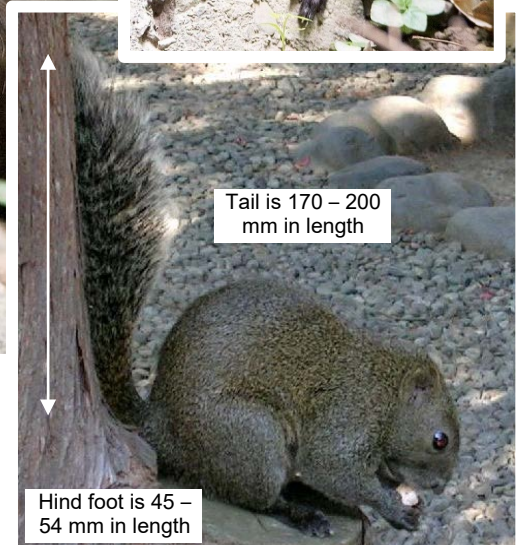 Tail is 170 – 200
mm in length
Hind foot is 45 –
54 mm in length